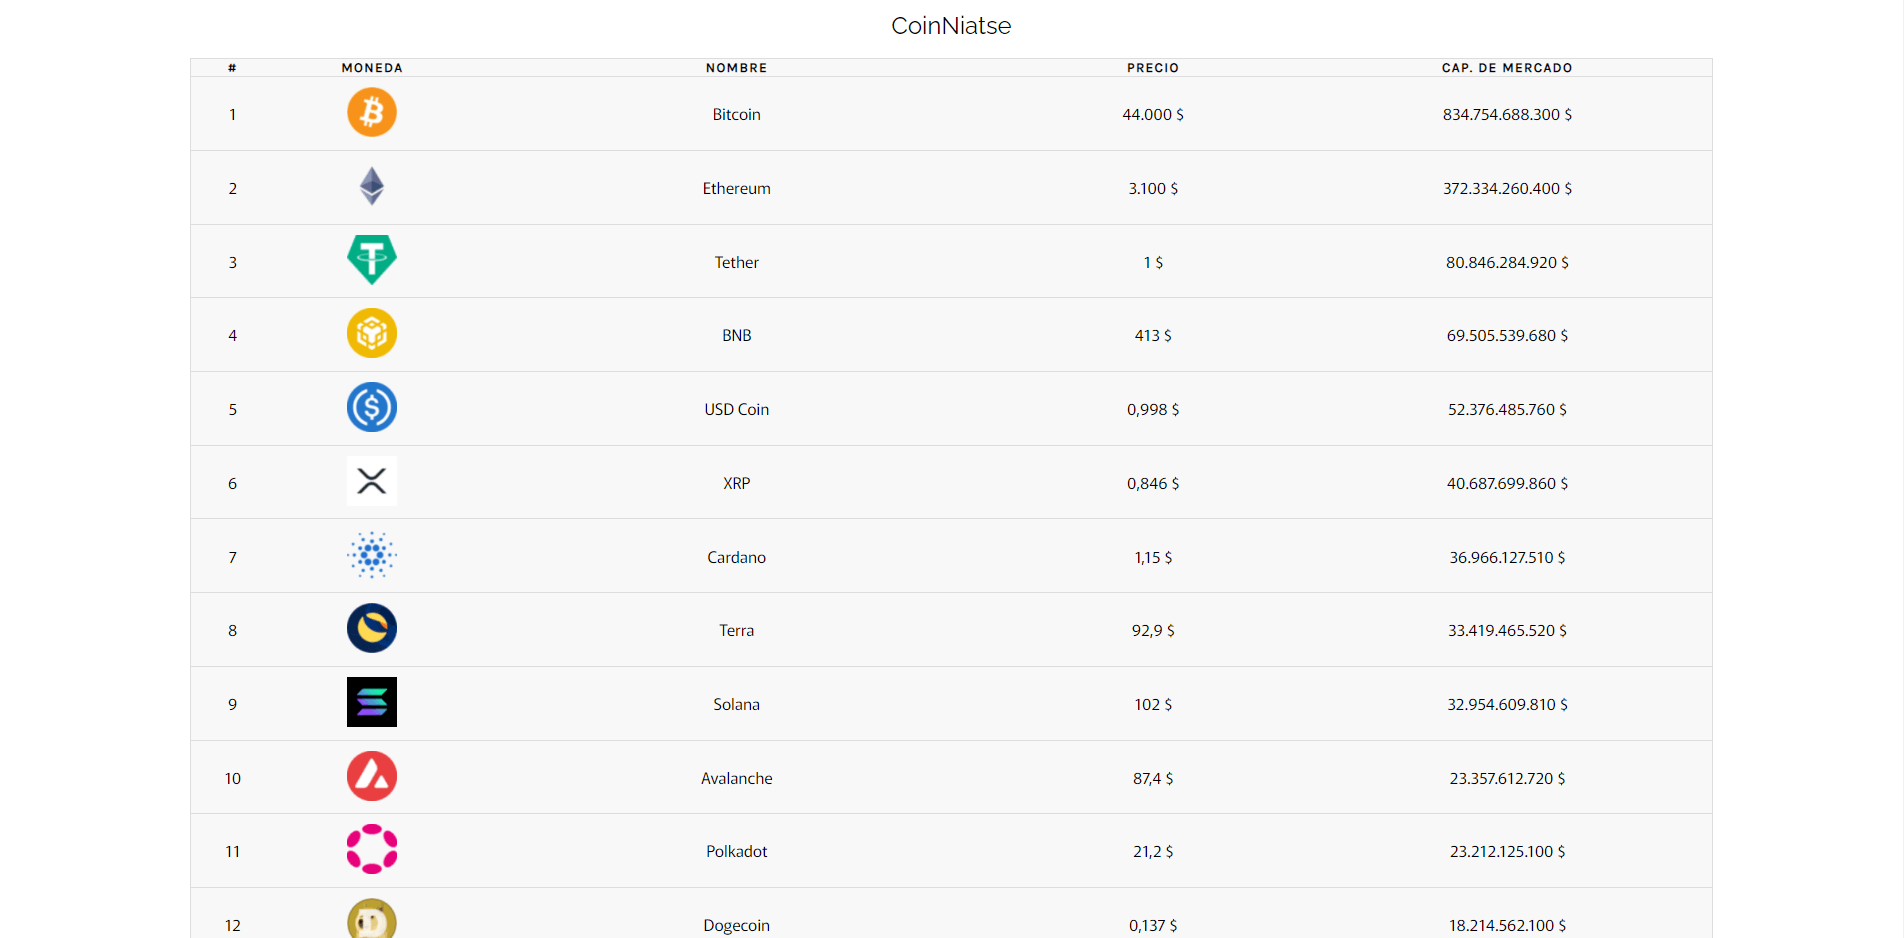 CoinNiatse
# MONEDA NOMBRE PRECIO CAP. DE MERCADO
1 Bitcoin 44.000 $ 834.754.688.300 $
2 Ethereum 3.100 $ 372.334.260.400 $
3 Tether 1 $ 80.846.284.920 $
4 BNB 413 $ 69.505.539.680 $
5 USD Coin 0,998 $ 52.376.485.760 $
6 XRP 0,846 $ 40.687.699.860 $
7 Cardano 1,15 $ 36.966.127.510 $
8 Terra 92,9 $ 33.419.465.520 $
9 Solana 102 $ 32.954.609.810 $
10 Avalanche 87,4 $ 23.357.612.720 $
11 Polkadot 21,2 $ 23.212.125.100 $
12 Dogecoin 0,137 $ 18.214.562.100 $